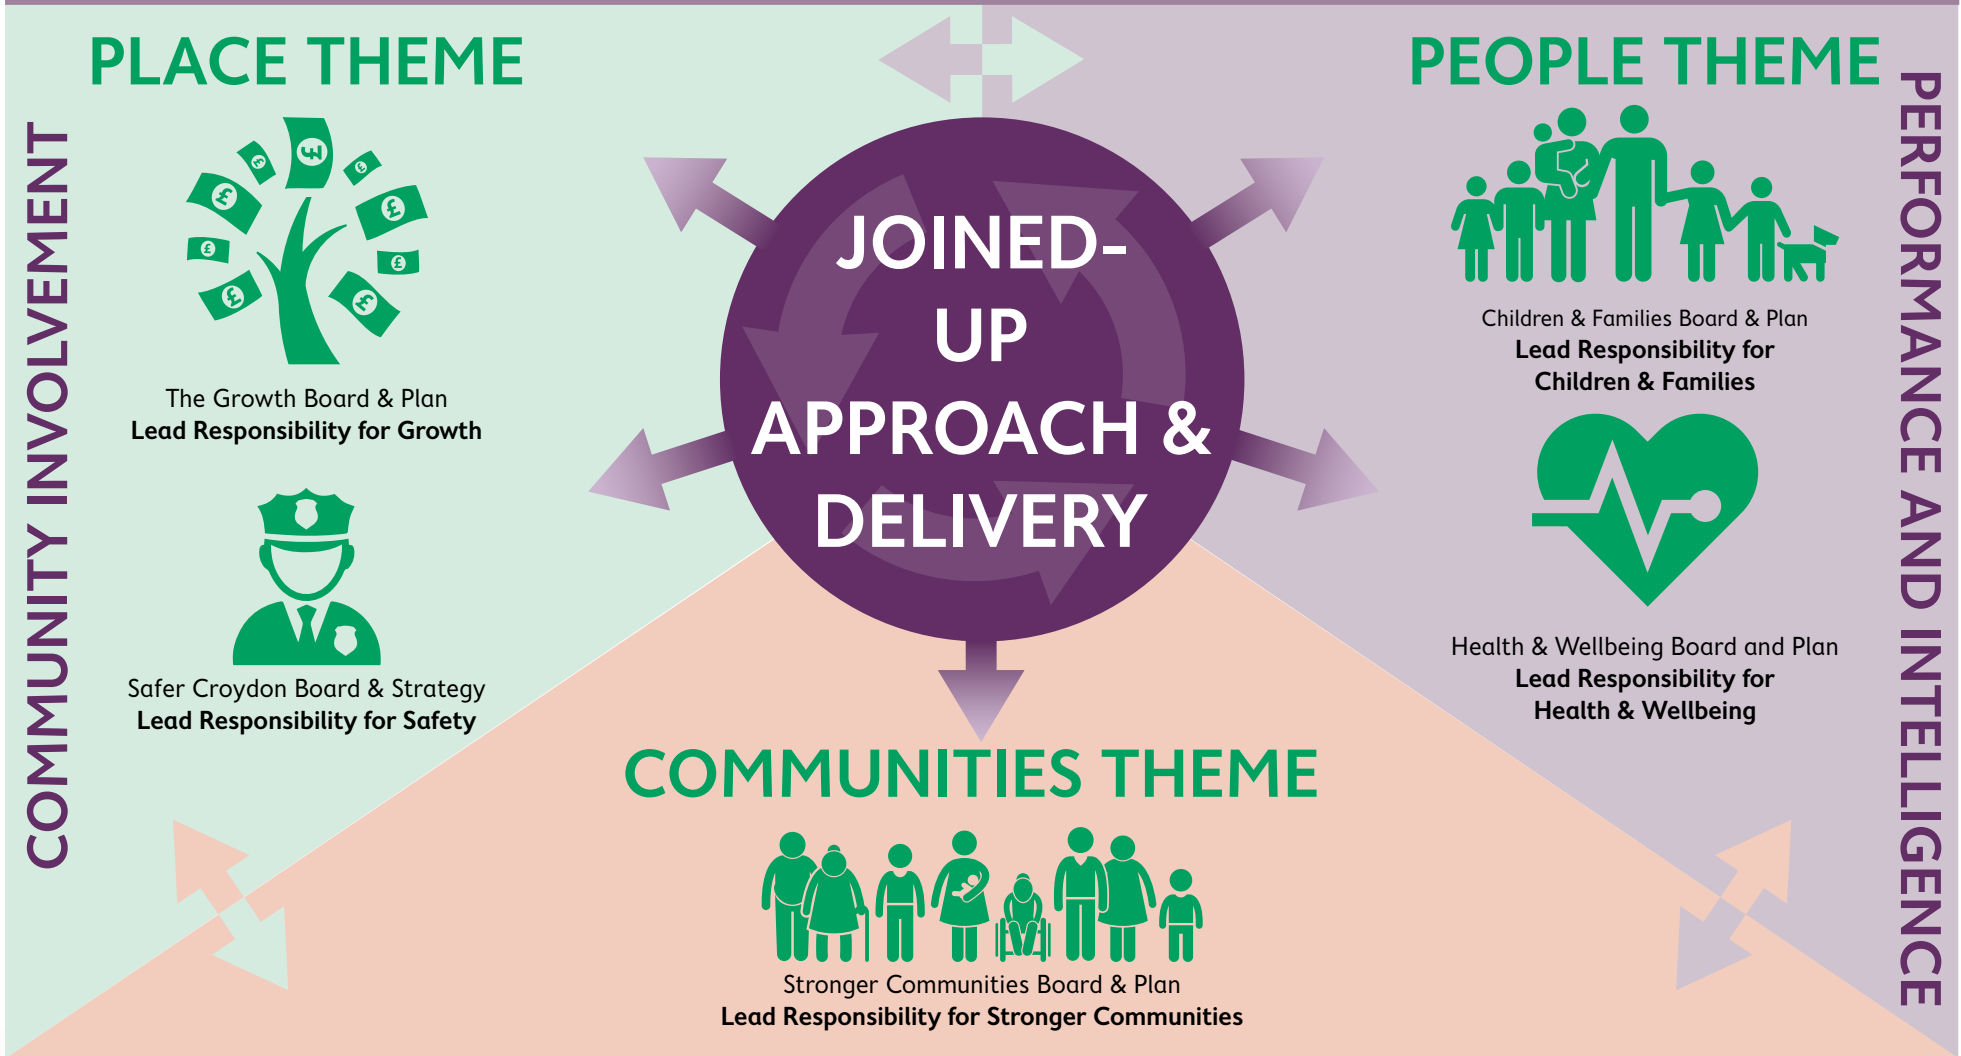 PLACE THEME
COMMUNITY INVOLVEMENT
£
£
£
£
£
£
£
£
£
The Growth Board & Plan
Lead Responsibility for Growth
Safer Croydon Board & Strategy
Lead Responsibility for Safety
JOINED-
UP
APPROACH &
DELIVERY
PEOPLE THEME
Children & Families Board & Plan
Lead Responsibility for
Children & Families
Health & Wellbeing Board and Plan
Lead Responsibility for
Health & Wellbeing
PERFORMANCE AND INTELLIGENCE
COMMUNITIES THEME
Stronger Communities Board & Plan
Lead Responsibility for Stronger Communities